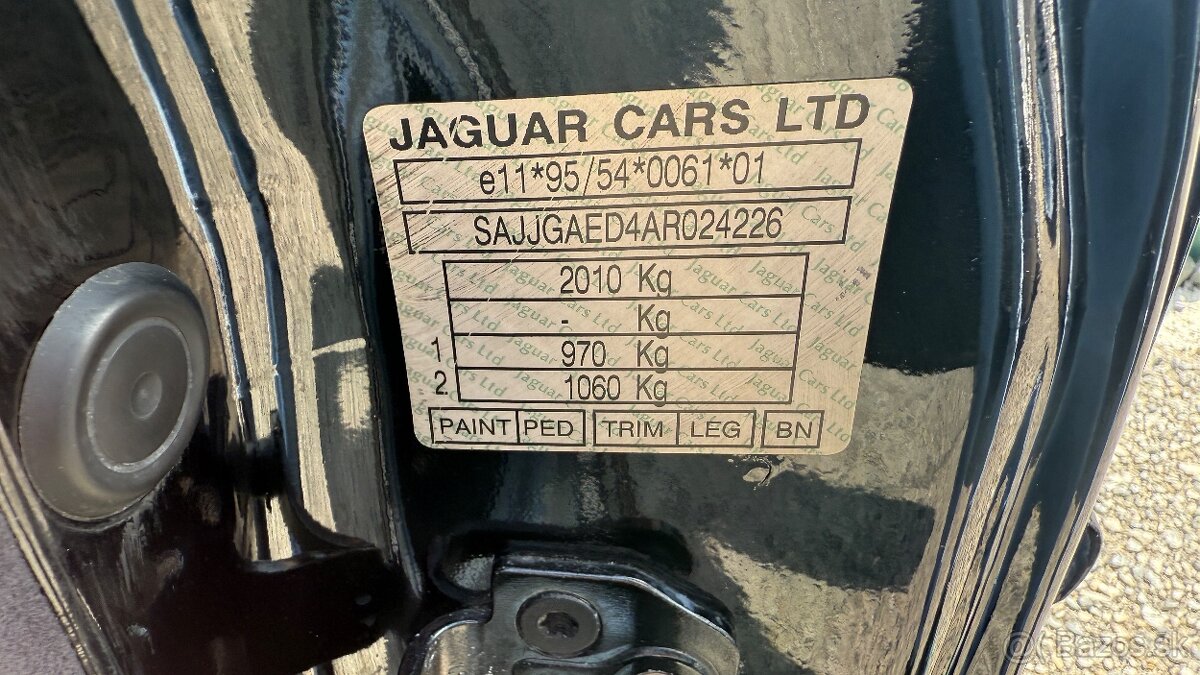 JAGUAR CARS LTD
e11*95/54*0061*01
SAJJGAED4AR024226
2010 Kg
- Kg
1 970 Kg
2 1060 Kg
PAINT PED TRIM LEG BN
© Bazos.sk